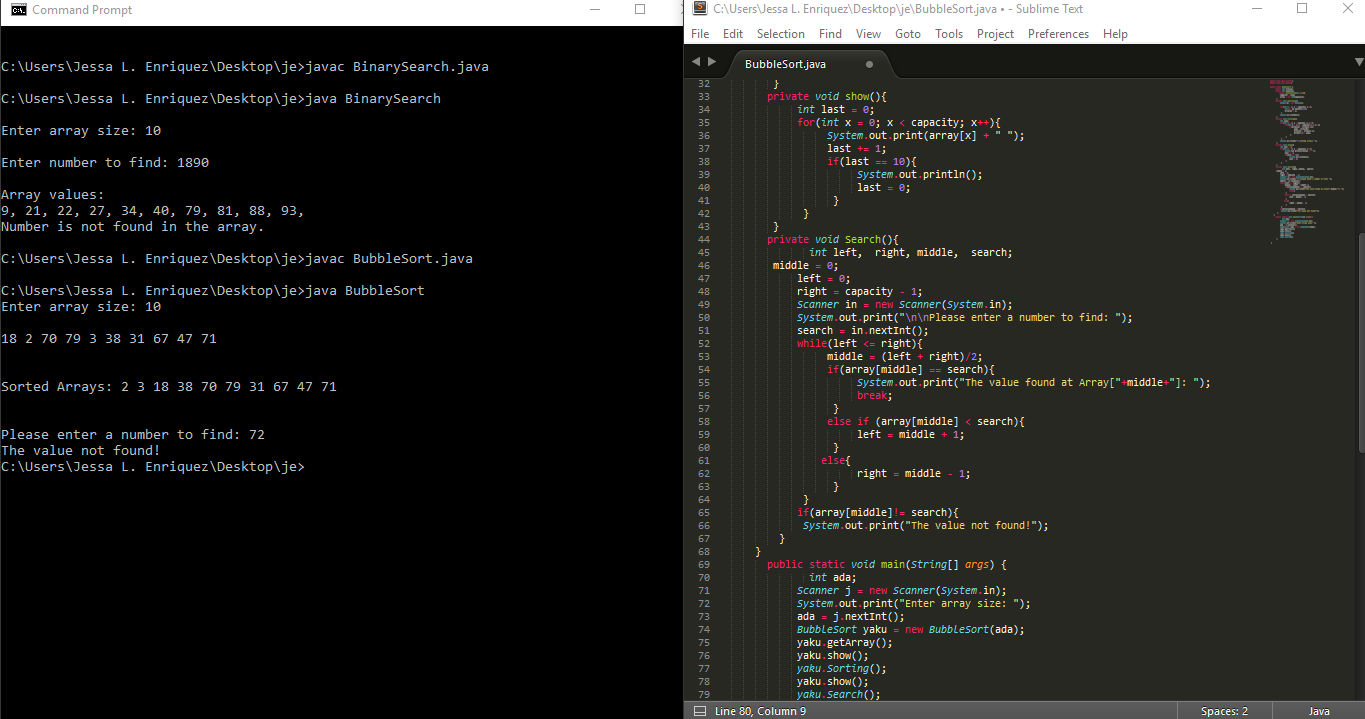 Command Prompt
C:\Users\Jessa L. Enriquez\Desktop\je>javac BinarySearch.java
C:\Users\Jessa L. Enriquez\Desktop\je>java BinarySearch
Enter array size: 10
Enter number to find: 1890
Array values:
9, 21, 22, 27, 34, 40, 79, 81, 88, 93,
Number is not found in the array.
C:\Users\Jessa L. Enriquez\Desktop\je>javac BubbleSort.java
C:\Users\Jessa L. Enriquez\Desktop\je>java BubbleSort
Enter array size: 10
18 2 70 79 3 38 31 67 47 71
Sorted Arrays: 2 3 18 38 70 79 31 67 47 71
Please enter a number to find: 72
The value not found!
C:\Users\Jessa L. Enriquez\Desktop\je>
C:\Users\Jessa L. Enriquez\Desktop\je\BubbleSort.java • - Sublime Text
File Edit Selection Find View Goto Tools Project Preferences Help
BubbleSort.java
32 }
33 private void show(){
34 int last = 0;
35 for(int x = 0; x < capacity; x++){
36 System.out.print(array[x] + " ");
37 last += 1;
38 if(last == 10){
39 System.out.println();
40 last = 0;
41 }
42 }
43 }
44 private void Search(){
45 int left, right, middle, search;
46 middle = 0;
47 left = 0;
48 right = capacity - 1;
49 Scanner in = new Scanner(System.in);
50 System.out.print("\n\nPlease enter a number to find: ");
51 search = in.nextInt();
52 while(left <= right){
53 middle = (left + right)/2;
54 if(array[middle] == search){
55 System.out.print("The value found at Array["+middle+"]: ");
56 break;
57 }
58 else if (array[middle] < search){
59 left = middle + 1;
60 }
61 else{
62 right = middle - 1;
63 }
64 }
65 if(array[middle]!= search){
66 System.out.print("The value not found!");
67 }
68 }
69 public static void main(String[] args) {
70 int ada;
71 Scanner j = new Scanner(System.in);
72 System.out.print("Enter array size: ");
73 ada = j.nextInt();
74 BubbleSort yaku = new BubbleSort(ada);
75 yaku.getArray();
76 yaku.show();
77 yaku.Sorting();
78 yaku.show();
79 yaku.Search();
Line 80, Column 9 Spaces: 2 Java